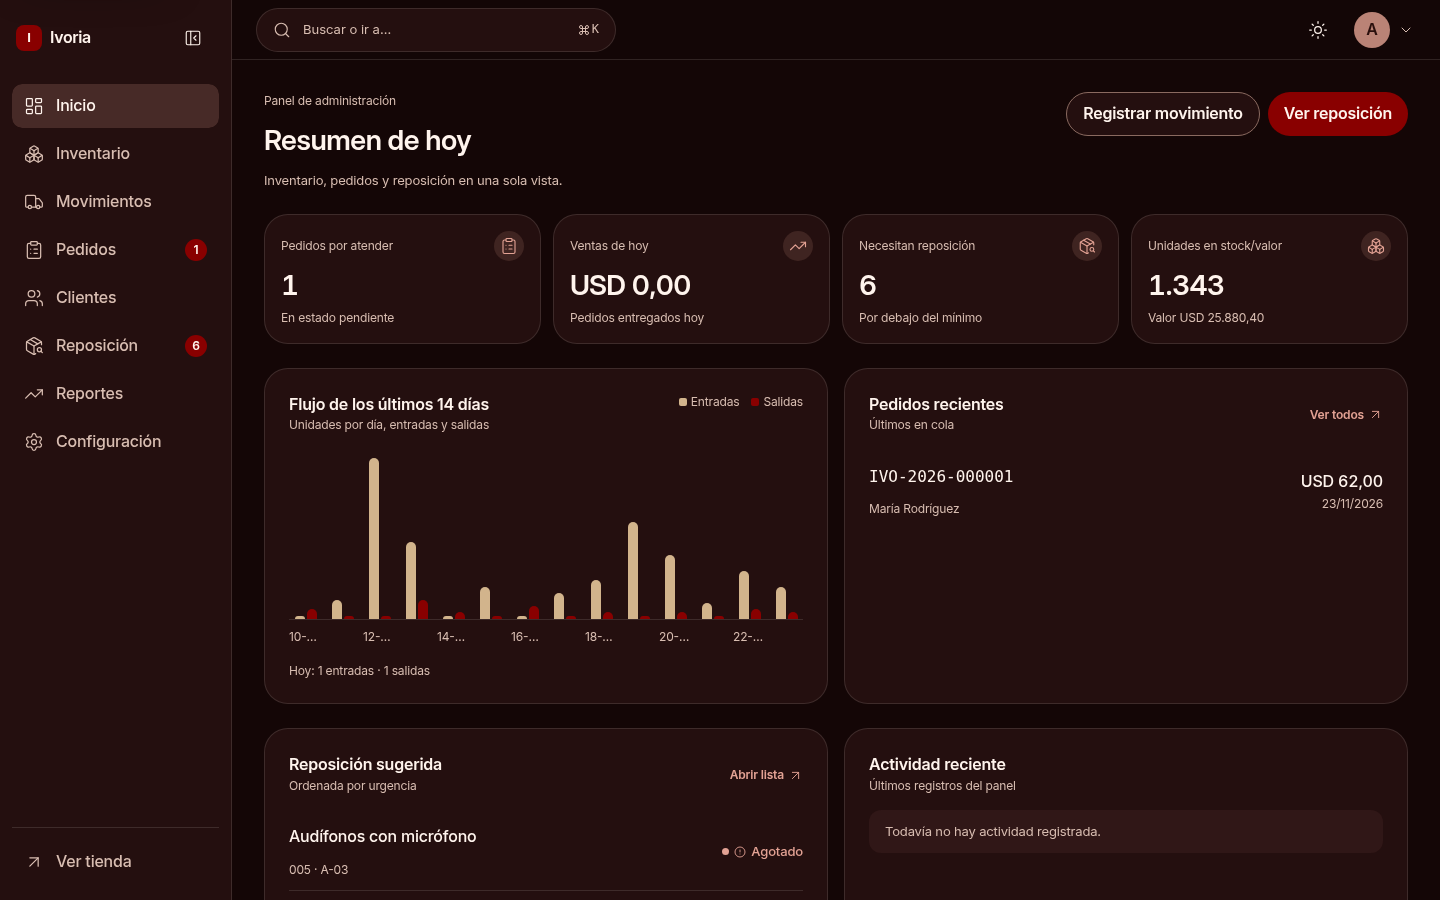 I Ivoria
Buscar o ir a... ⌘K
A
Inicio
Inventario
Movimientos
Pedidos 1
Clientes
Reposición 6
Reportes
Configuración
Ver tienda
Panel de administración
Resumen de hoy
Inventario, pedidos y reposición en una sola vista.
Registrar movimiento
Ver reposición
Pedidos por atender
1
En estado pendiente
Ventas de hoy
USD 0,00
Pedidos entregados hoy
Necesitan reposición
6
Por debajo del mínimo
Unidades en stock/valor
1.343
Valor USD 25.880,40
Flujo de los últimos 14 días
Unidades por día, entradas y salidas
Entradas Salidas
10-... 12-... 14-... 16-... 18-... 20-... 22-...
Hoy: 1 entradas · 1 salidas
Pedidos recientes
Últimos en cola
Ver todos
IVO-2026-000001
María Rodríguez
USD 62,00
23/11/2026
Reposición sugerida
Ordenada por urgencia
Abrir lista
Audífonos con micrófono
005 · A-03
Agotado
Actividad reciente
Últimos registros del panel
Todavía no hay actividad registrada.